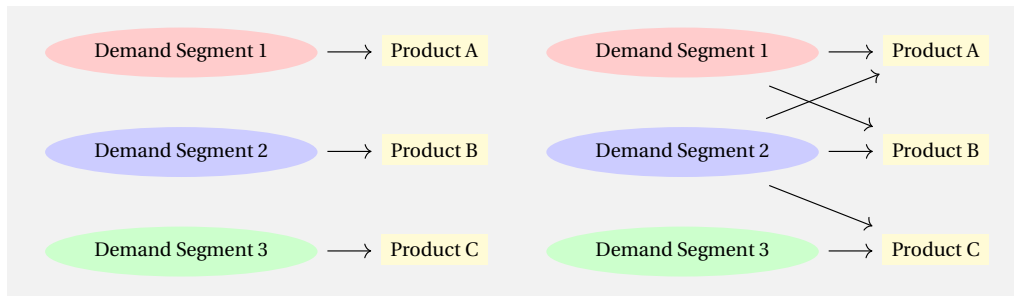 Demand Segment 1 Product A Demand Segment 1 Product A
Demand Segment 2 Product B Demand Segment 2 Product B
Demand Segment 3 Product C Demand Segment 3 Product C